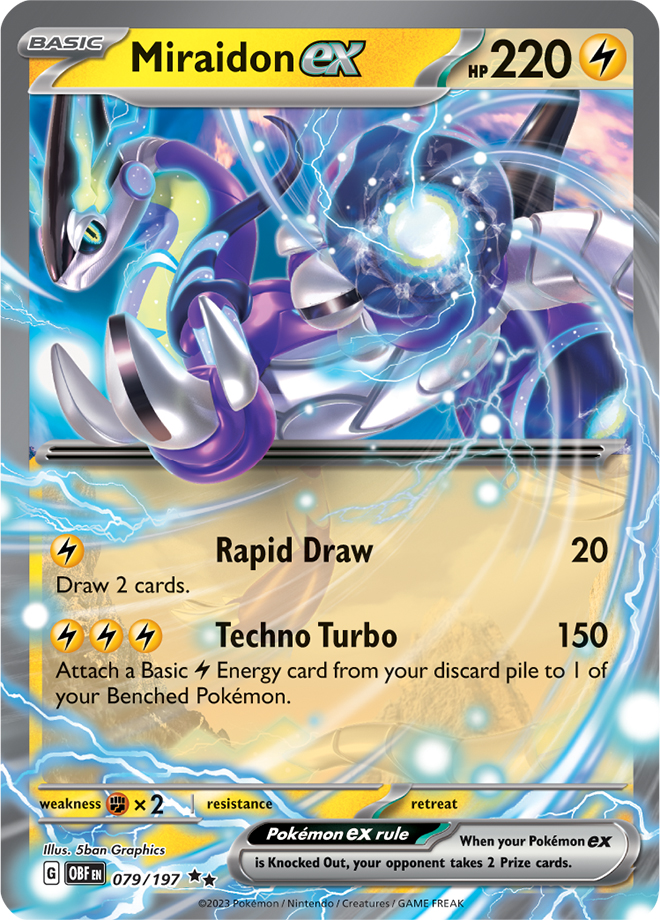 BASIC
Miraidon ex
HP 220
Rapid Draw 20
Draw 2 cards.
Techno Turbo 150
Attach a Basic Energy card from your discard pile to 1 of
your Benched Pokémon.
weakness ×2 resistance retreat
Pokémon ex rule
When your Pokémon ex
is Knocked Out, your opponent takes 2 Prize cards.
Illus. 5ban Graphics
G OBF EN 079/197
©2023 Pokémon / Nintendo / Creatures / GAME FREAK